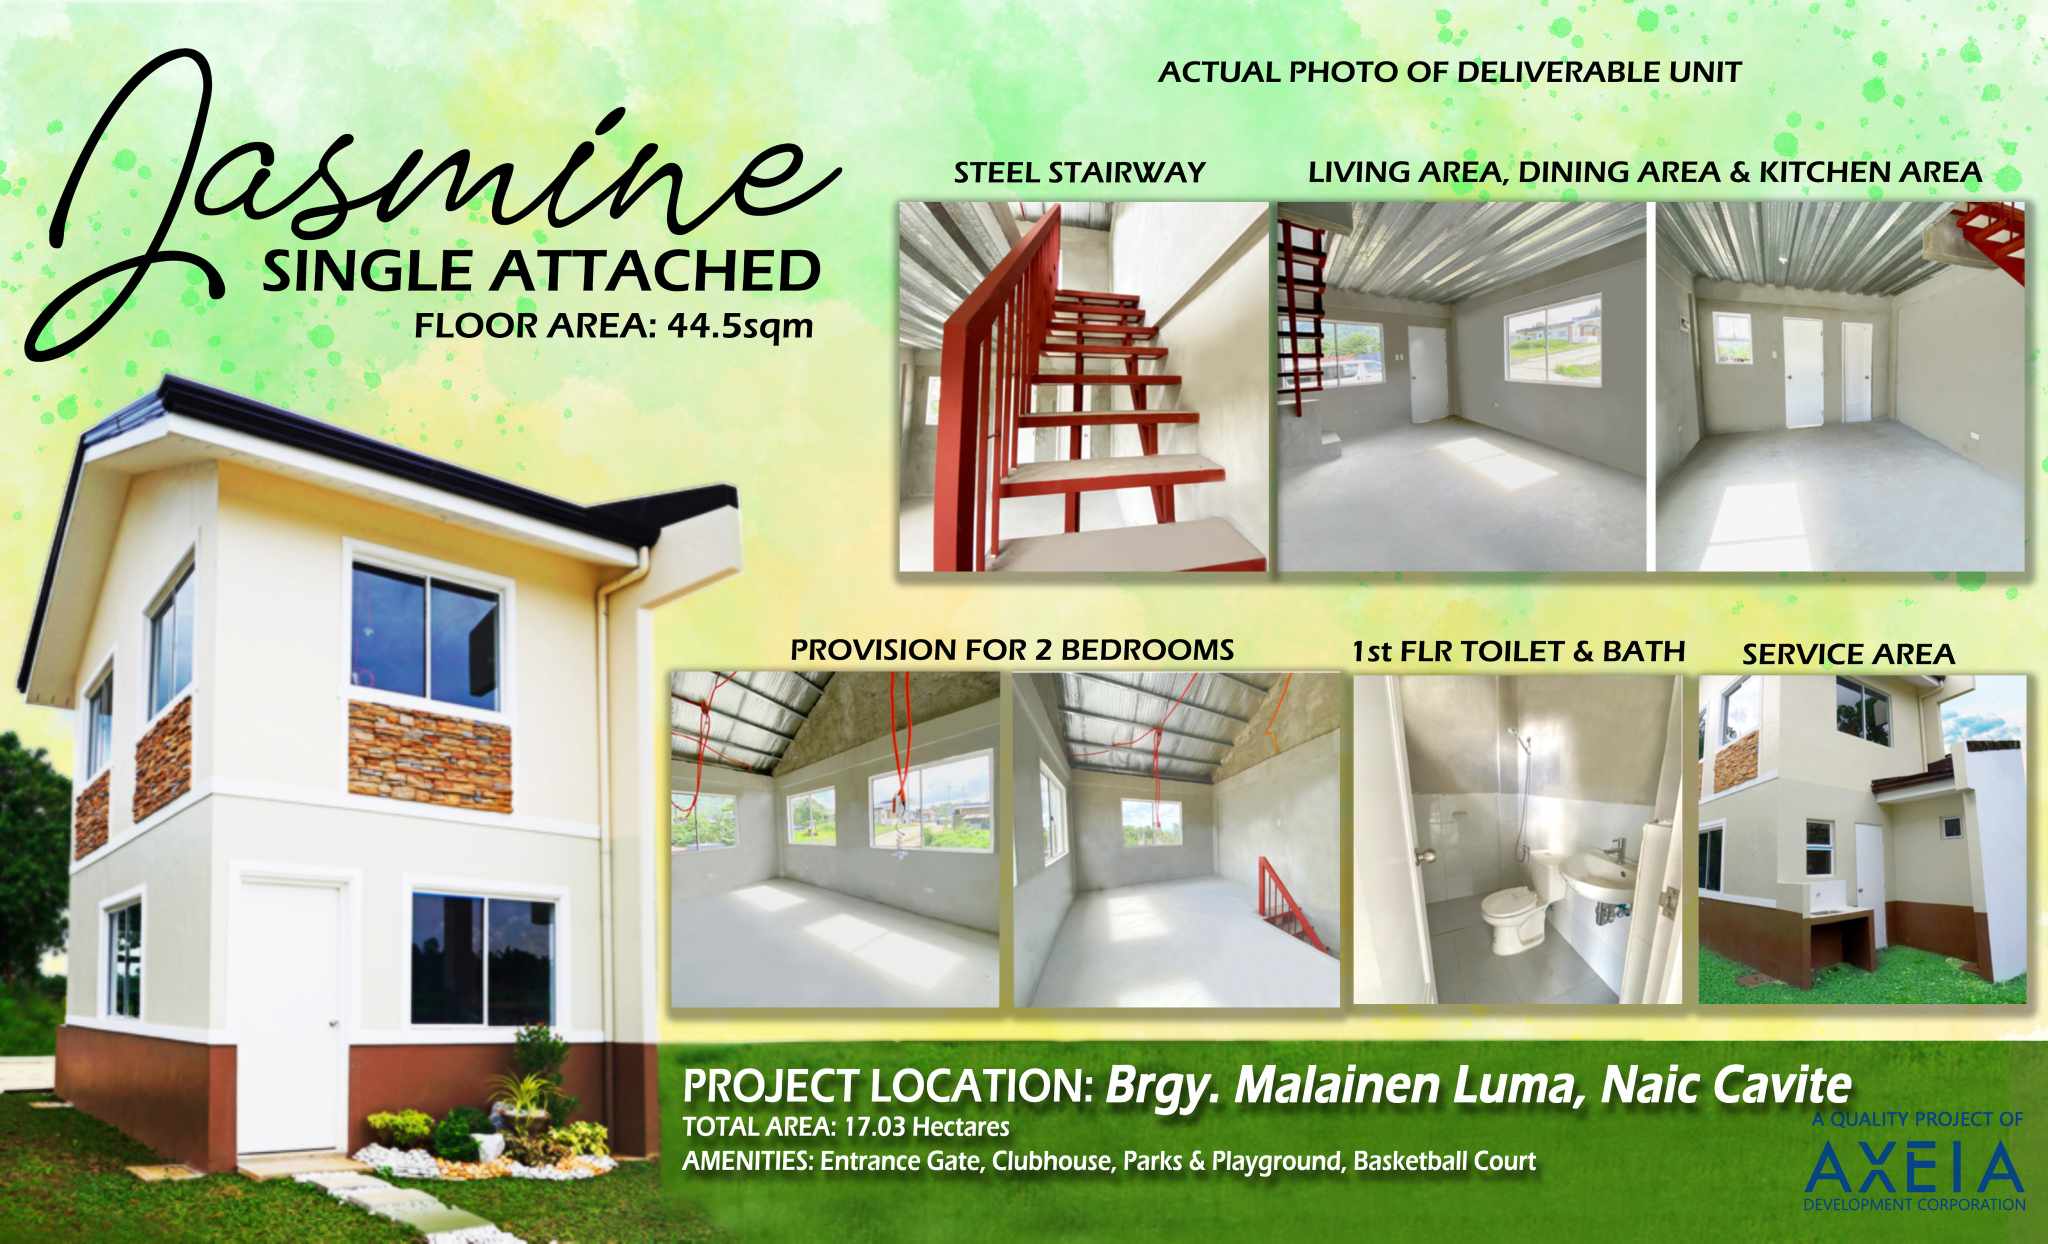 Jasmine
SINGLE ATTACHED
FLOOR AREA: 44.5sqm
ACTUAL PHOTO OF DELIVERABLE UNIT
STEEL STAIRWAY
LIVING AREA, DINING AREA & KITCHEN AREA
PROVISION FOR 2 BEDROOMS
1st FLR TOILET & BATH
SERVICE AREA
PROJECT LOCATION: Brgy. Malainen Luma, Naic Cavite
TOTAL AREA: 17.03 Hectares
AMENITIES: Entrance Gate, Clubhouse, Parks & Playground, Basketball Court
A QUALITY PROJECT OF
AXEIA
DEVELOPMENT CORPORATION